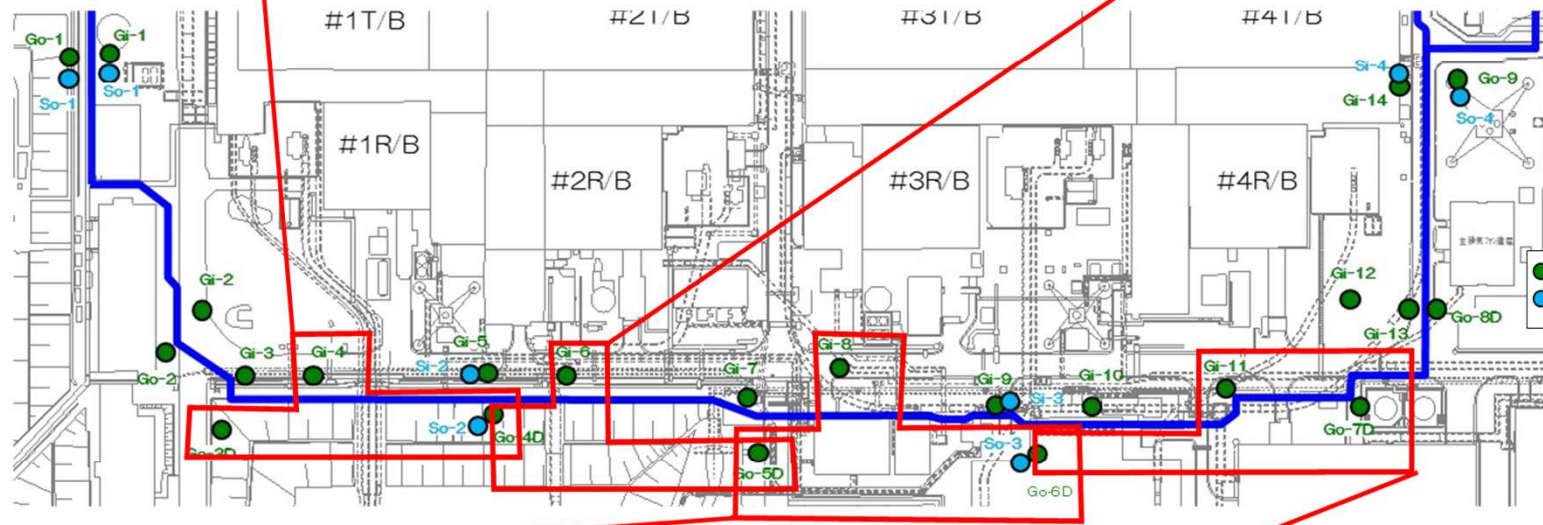 #1T/B
#2T/B
#3T/B
#4T/B
Go-1
Gi-1
So-1
So-1
Si-4
Gi-14
Go-9
So-4
#1R/B
#2R/B
#3R/B
#4R/B
Gi-2
Gi-12
Gi-13
Go-8D
Go-2
Gi-3
Gi-4
Si-2
Gi-5
Gi-6
Gi-7
Gi-8
Gi-9
Si-3
Gi-10
Gi-11
Go-7D
Go-3D
So-2
Go-4D
Go-5D
So-3
Go-6D